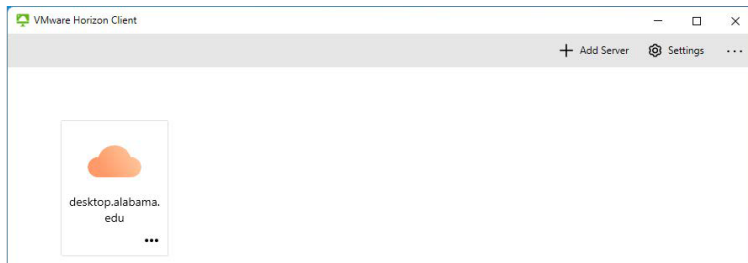 VMware Horizon Client
Add Server Settings
desktop.alabama.
edu